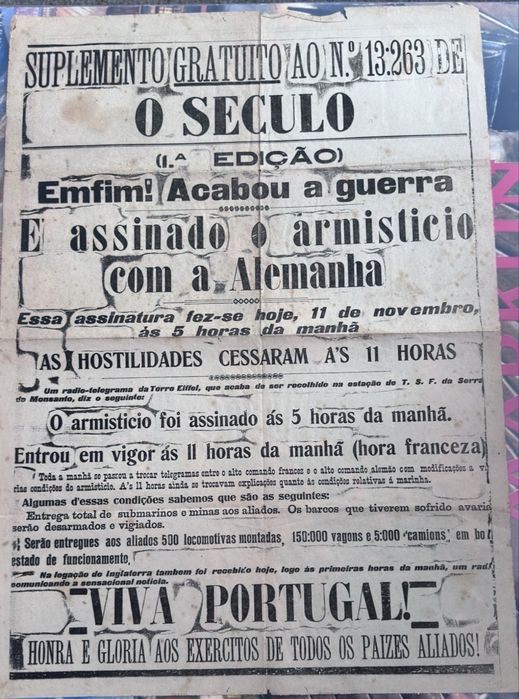 SUPLEMENTO GRATUITO AO N.º 13:263 DE
O SECULO
(1.ª EDIÇÃO)
Emfim! Acabou a guerra
E assinado o armisticio
com a Alemanha
Essa assinatura fez-se hoje, 11 de novembro,
ás 5 horas da manhã
AS HOSTILIDADES CESSARAM A'S 11 HORAS
Um radio-telegrama da Torre Eiffel, que acaba de ser recolhido na estação de T. S. F. da Serra
de Monsanto, diz o seguinte:
O armisticio foi assinado ás 5 horas da manhã.
Entrou em vigor ás 11 horas da manhã (hora franceza)
Toda a manhã se passou a trocar telegramas entre o alto comando francez e o alto comando alemão com modificações a v
rias condições do armisticio. A's 11 horas ainda se trocavam explicações quanto ás condições relativas á marinha.
Algumas d'essas condições sabemos que são as seguintes:
Entrega total de submarinos e minas aos aliados. Os barcos que tiverem sofrido avaria
serão desarmados e vigiados.
Serão entregues aos aliados 500 locomotivas montadas, 150:000 vagons e 5:000 "camions", em bo
estado de funcionamento.
Na legação de Inglaterra tambem foi recebido hoje, logo ás primeiras horas da manhã, um radi
comunicando a sensacional noticia.
VIVA PORTUGAL!
HONRA E GLORIA AOS EXERCITOS DE TODOS OS PAIZES ALIADOS!